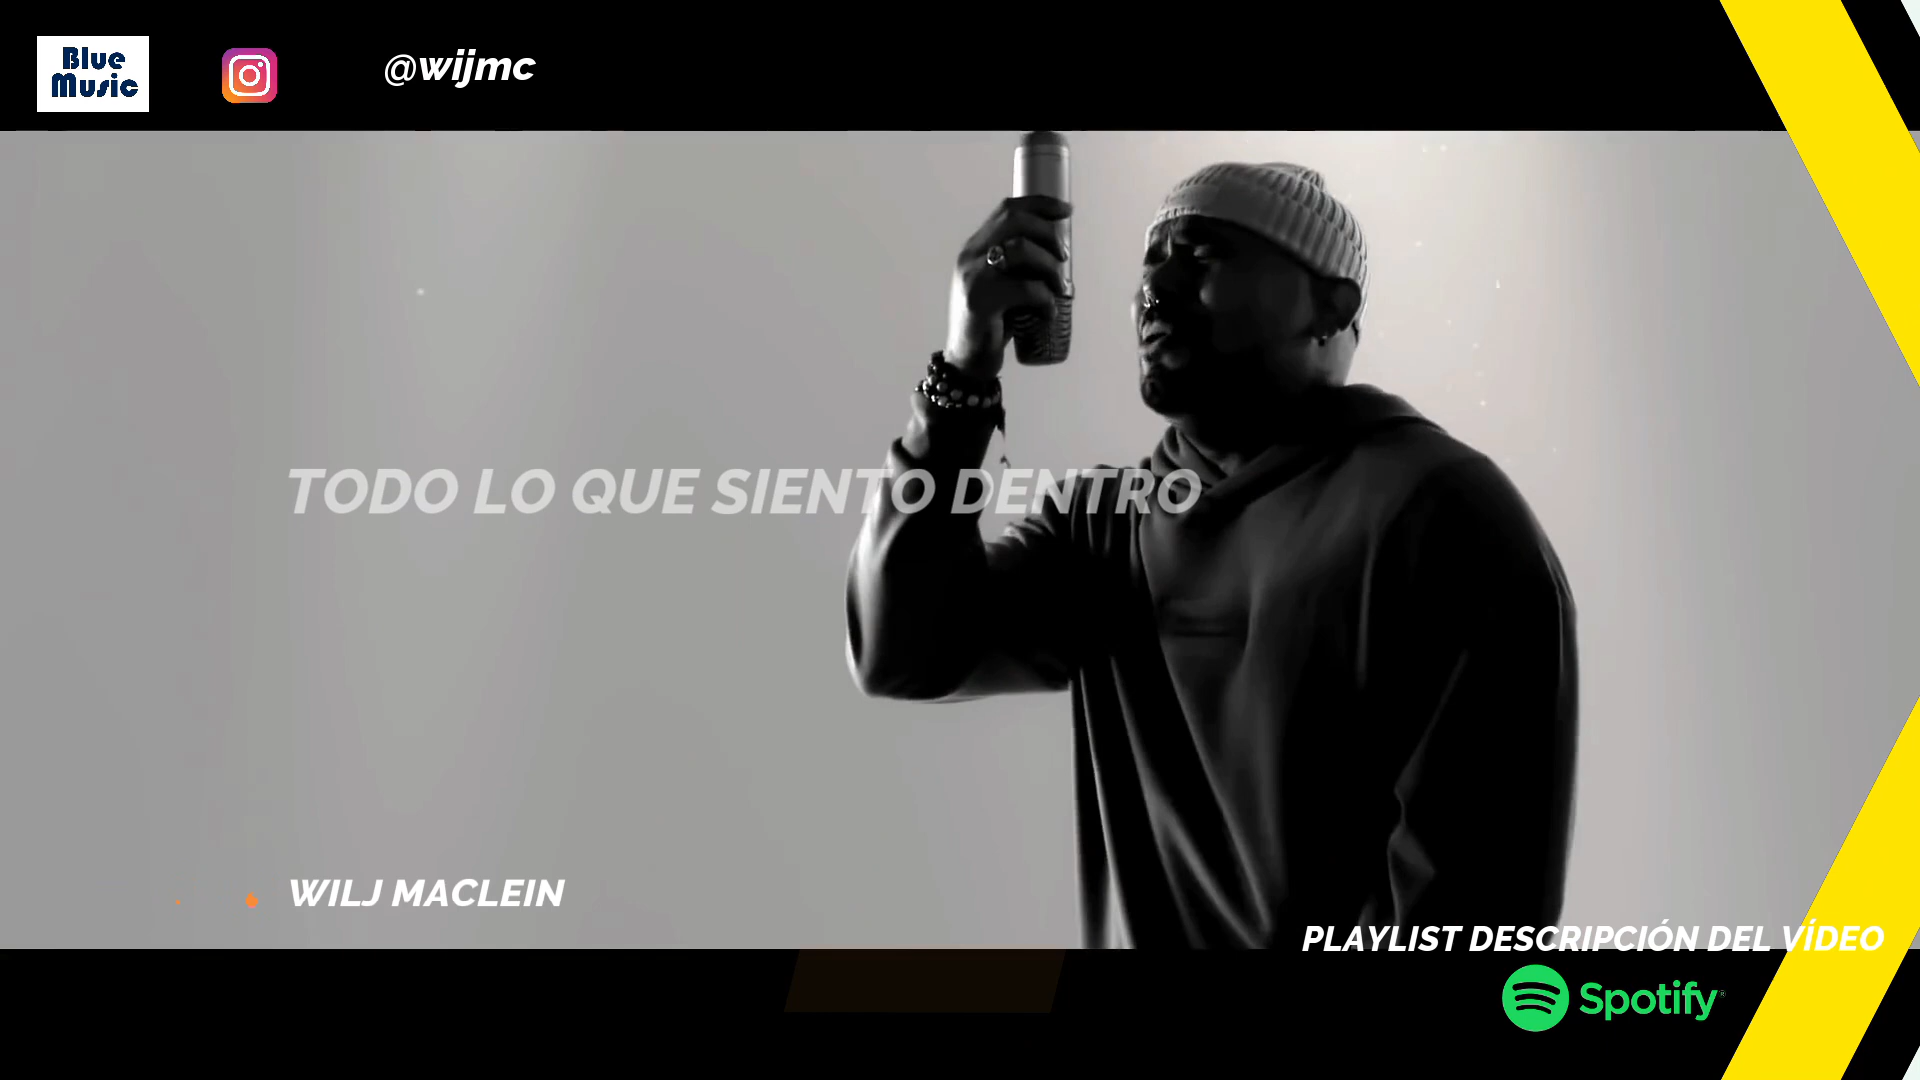 Blue
Music
@wijmc
TODO LO QUE SIENTO DENTRO
WILJ MACLEIN
PLAYLIST DESCRIPCIÓN DEL VÍDEO
Spotify®